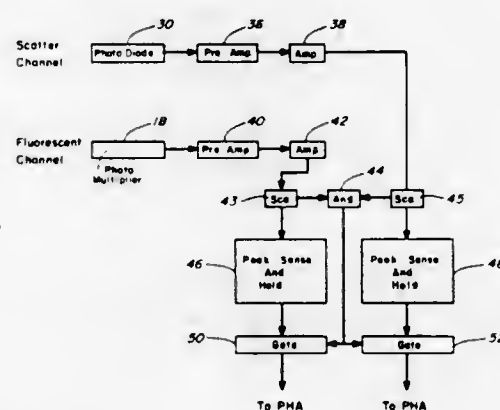 30
36
38
Scatter
Channel
Photo Diode
Pre Amp
Amp
18
40
42
Fluorescent
Channel
Photo
Multiplier
Pre Amp
Amp
44
43
Sca
And
Sca
45
46
Peak Sense
And
Hold
Peak Sense
And
Hold
48
50
Gate
Gate
52
To PHA
To PHA